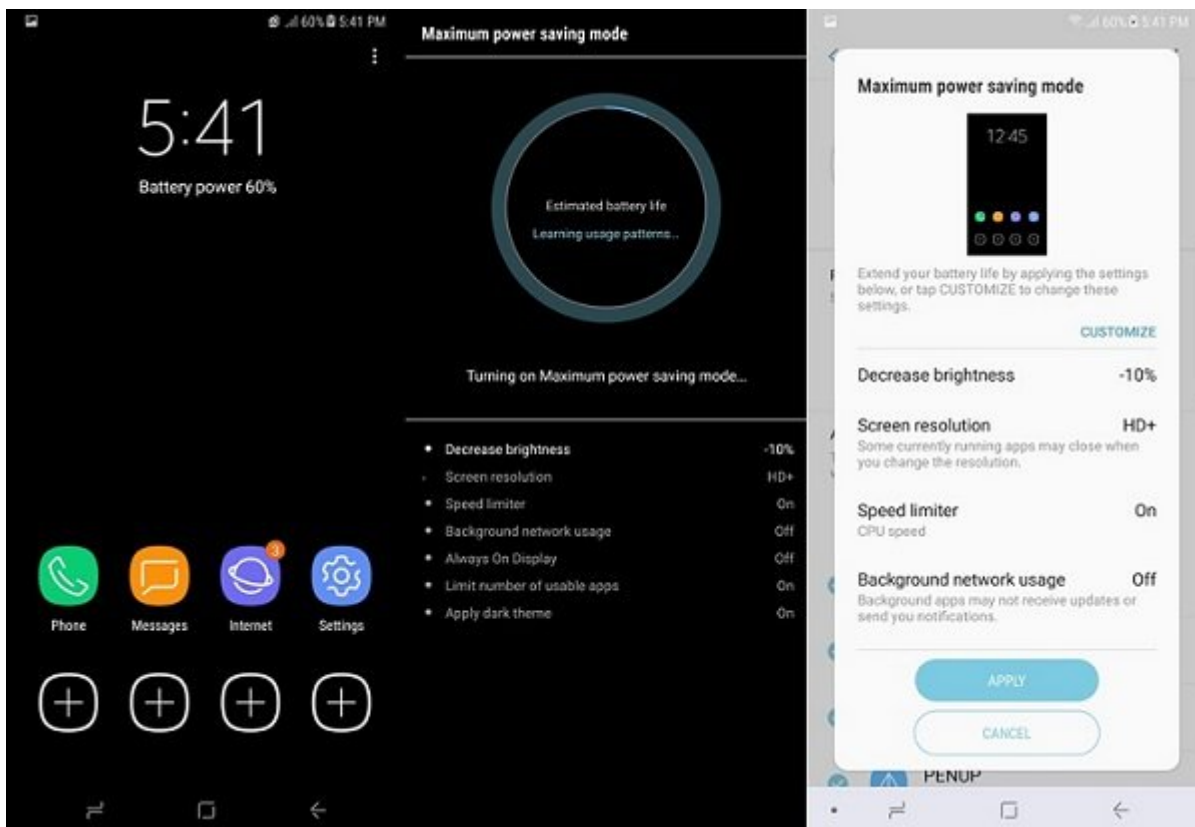 60% 5:41 PM
5:41
Battery power 60%
3
Phone Messages Internet Settings
Maximum power saving mode
Estimated battery life
Learning usage patterns...
Turning on Maximum power saving mode...
Decrease brightness -10%
Screen resolution HD+
Speed limiter On
Background network usage Off
Always On Display Off
Limit number of usable apps On
Apply dark theme On
60% 5:41 PM
Maximum power saving mode
12:45
Extend your battery life by applying the settings
below, or tap CUSTOMIZE to change these
settings.
CUSTOMIZE
Decrease brightness -10%
Screen resolution HD+
Some currently running apps may close when
you change the resolution.
Speed limiter On
CPU speed
Background network usage Off
Background apps may not receive updates or
send you notifications.
APPLY
CANCEL
PENUP